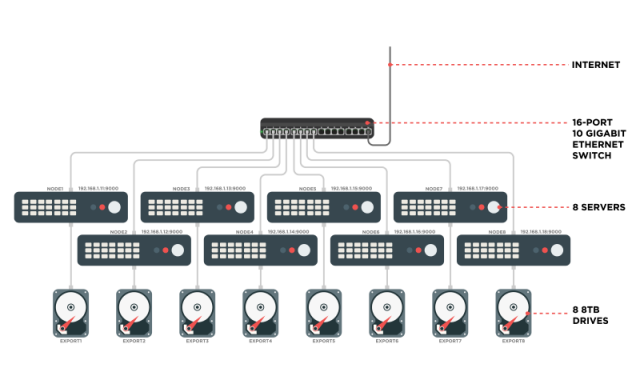 INTERNET
16-PORT
10 GIGABIT
ETHERNET
SWITCH
NODE1 192.168.1.11:9000
NODE3 192.168.1.13:9000
NODE5 192.168.1.15:9000
NODE7 192.168.1.17:9000
8 SERVERS
NODE2 192.168.1.12:9000
NODE4 192.168.1.14:9000
NODE6 192.168.1.16:9000
NODE8 192.168.1.18:9000
8 8TB
DRIVES
EXPORT1
EXPORT2
EXPORT3
EXPORT4
EXPORT5
EXPORT6
EXPORT7
EXPORT8